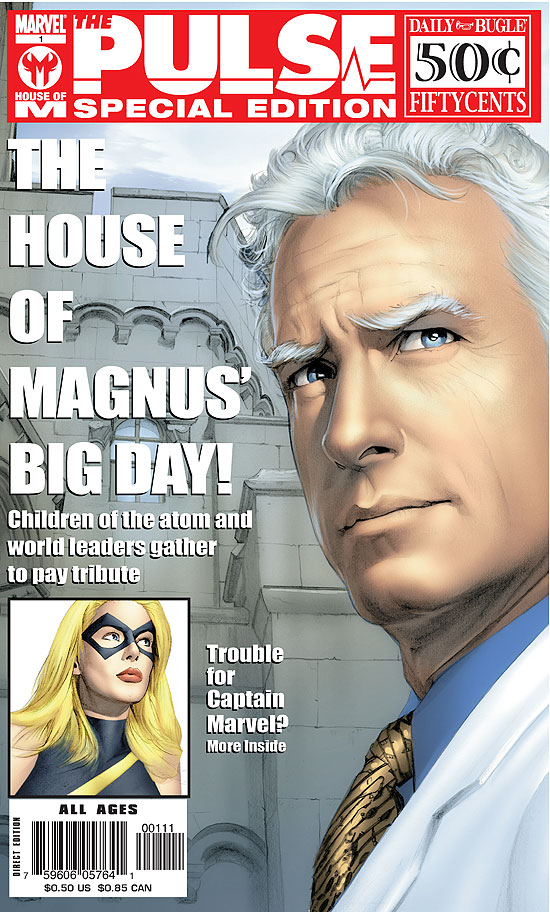 MARVEL
1
HOUSE OF
M
THE
PULSE
SPECIAL EDITION
DAILY BUGLE
50¢
FIFTYCENTS
THE
HOUSE
OF
MAGNUS'
BIG DAY!
Children of the atom and
world leaders gather
to pay tribute
Trouble
for
Captain
Marvel?
More Inside
ALL AGES
DIRECT EDITION
00111
7 59606 05764 1
$0.50 US $0.85 CAN